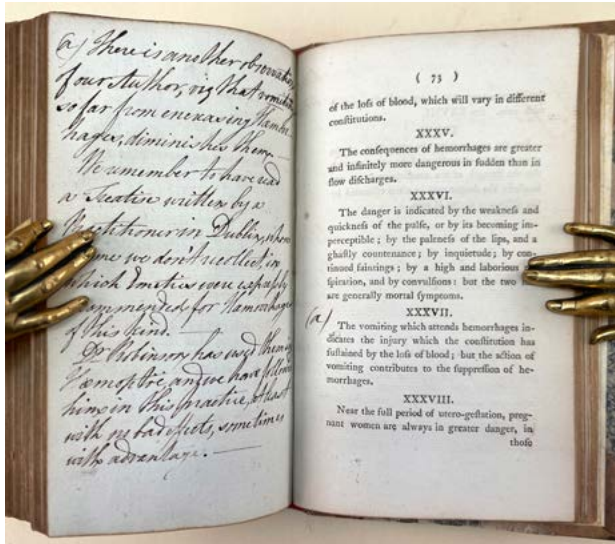 (a) There is another observation
of our Author, viz that vomiting
so far from encreasing Hæmorr
hages, diminishes them. —
We remember to have read
a Treatise written by a
Practitioner in Dublin, whose
name we don't recollect, in
which Emetics were expressly
recommended for Hæmorrhages
of this kind. —
Dr Robinson has used them in
Hæmoptöe, and we have followed
him in this practice, at least
with no bad effects, sometimes
with advantage. —
( 73 )
of the loſs of blood, which will vary in different
conſtitutions.
XXXV.
The conſequences of hemorrhages are greater
and infinitely more dangerous in ſudden than in
ſlow diſcharges.
XXXVI.
The danger is indicated by the weakneſs and
quickneſs of the pulſe, or by its becoming im-
perceptible; by the paleneſs of the lips, and a
ghaſtly countenance; by inquietude; by con-
tinued faintings; by a high and laborious
ſpiration, and by convulſions: but the two
are generally mortal ſymptoms.
(a)
XXXVII.
The vomiting which attends hemorrhages in-
dicates the injury which the conſtitution has
ſuſtained by the loſs of blood; but the action of
vomiting contributes to the ſuppreſſion of he-
morrhages.
XXXVIII.
Near the full period of utero-geſtation, preg-
nant women are always in greater danger, in
thoſe